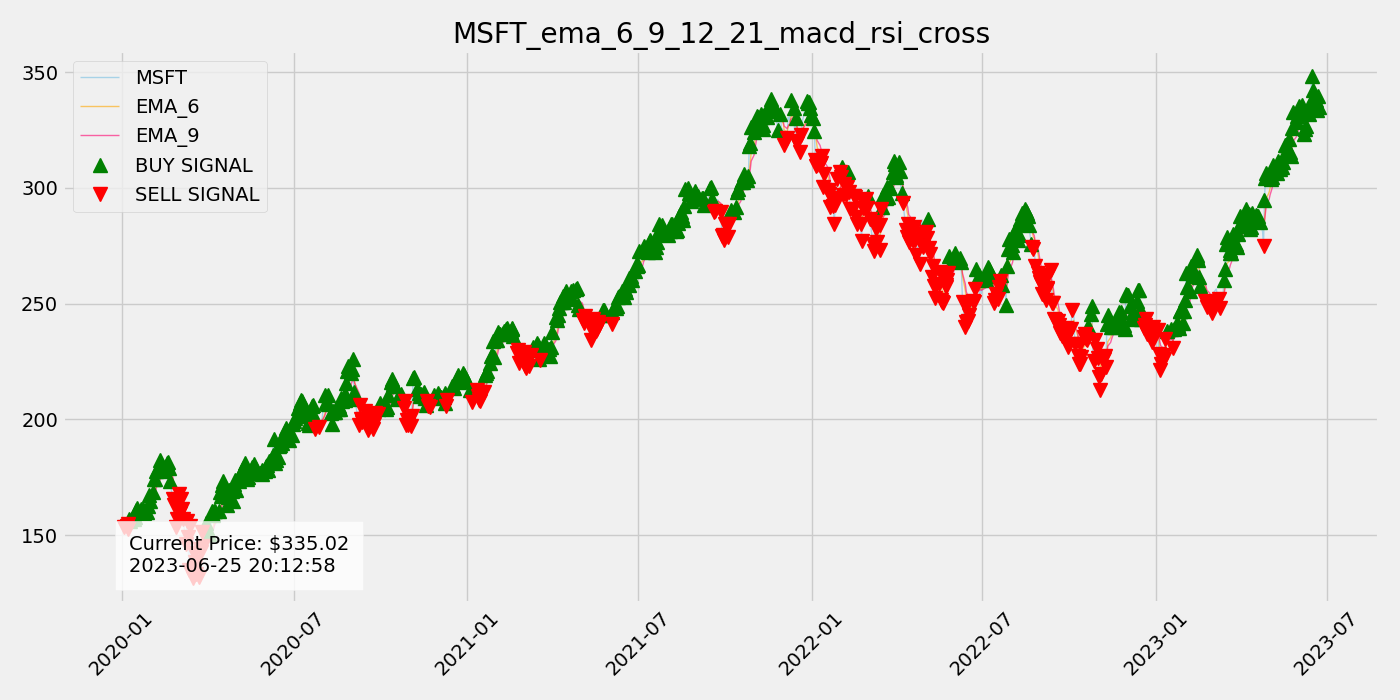 MSFT_ema_6_9_12_21_macd_rsi_cross
350
300
250
200
150
MSFT
EMA_6
EMA_9
BUY SIGNAL
SELL SIGNAL
Current Price: $335.02
2023-06-25 20:12:58
2020-01
2020-07
2021-01
2021-07
2022-01
2022-07
2023-01
2023-07